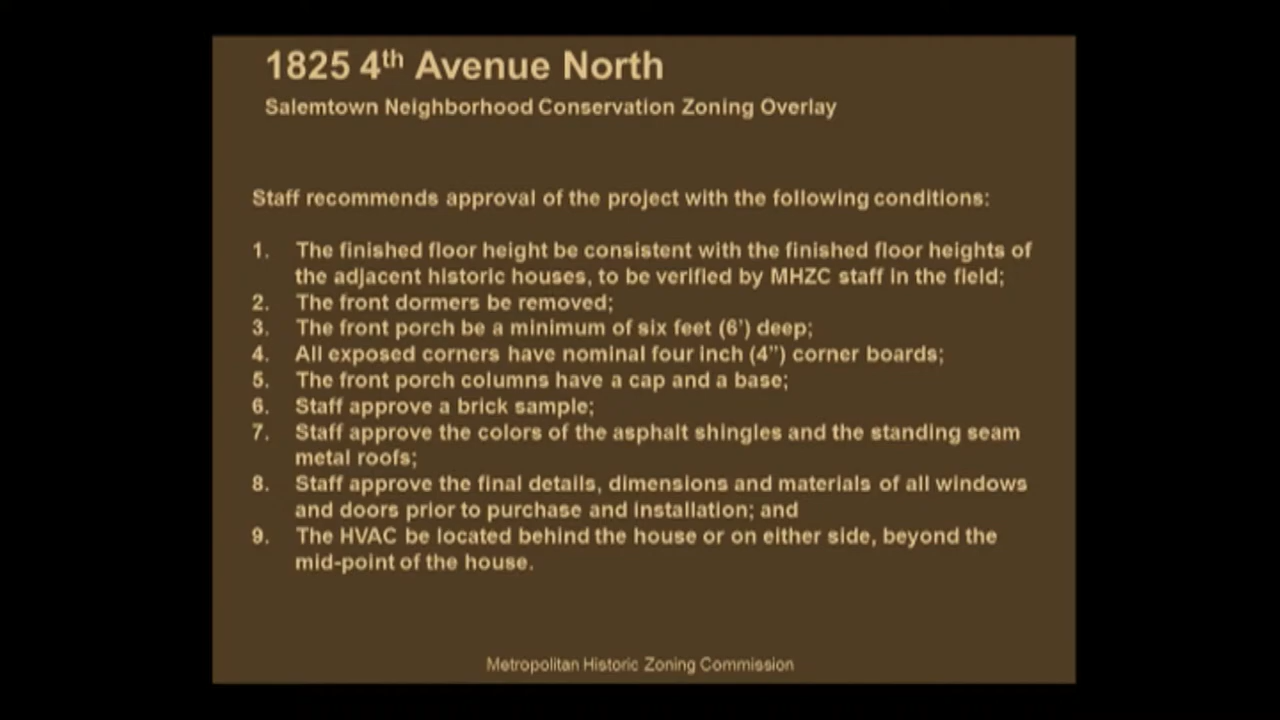 1825 4th Avenue North
Salemtown Neighborhood Conservation Zoning Overlay
Staff recommends approval of the project with the following conditions:
1. The finished floor height be consistent with the finished floor heights of
the adjacent historic houses, to be verified by MHZC staff in the field;
2. The front dormers be removed;
3. The front porch be a minimum of six feet (6’) deep;
4. All exposed corners have nominal four inch (4”) corner boards;
5. The front porch columns have a cap and a base;
6. Staff approve a brick sample;
7. Staff approve the colors of the asphalt shingles and the standing seam
metal roofs;
8. Staff approve the final details, dimensions and materials of all windows
and doors prior to purchase and installation; and
9. The HVAC be located behind the house or on either side, beyond the
mid-point of the house.
Metropolitan Historic Zoning Commission